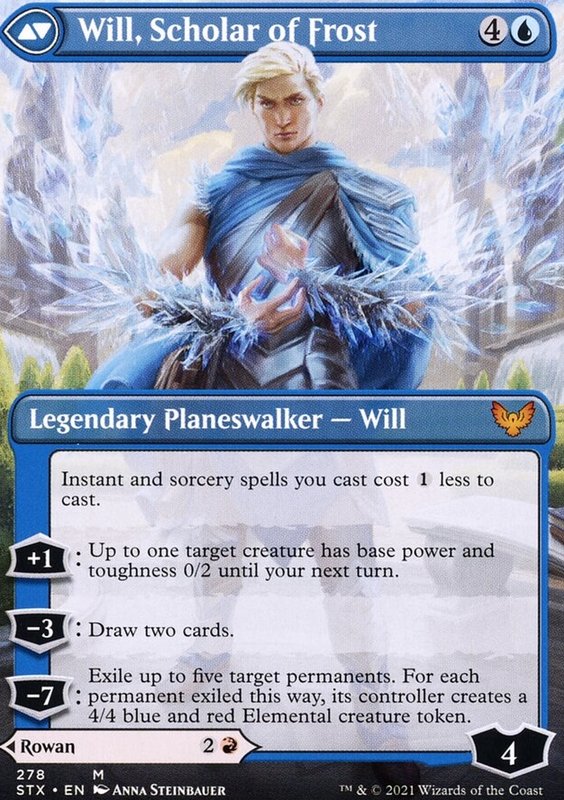 Will, Scholar of Frost 4
Legendary Planeswalker — Will
Instant and sorcery spells you cast cost 1 less to
cast.
+1 : Up to one target creature has base power and
toughness 0/2 until your next turn.
−3 : Draw two cards.
Exile up to five target permanents. For each
−7 : permanent exiled this way, its controller creates a
4/4 blue and red Elemental creature token.
Rowan 2
4
278 M
STX • EN Anna Steinbauer
™ & © 2021 Wizards of the Coast